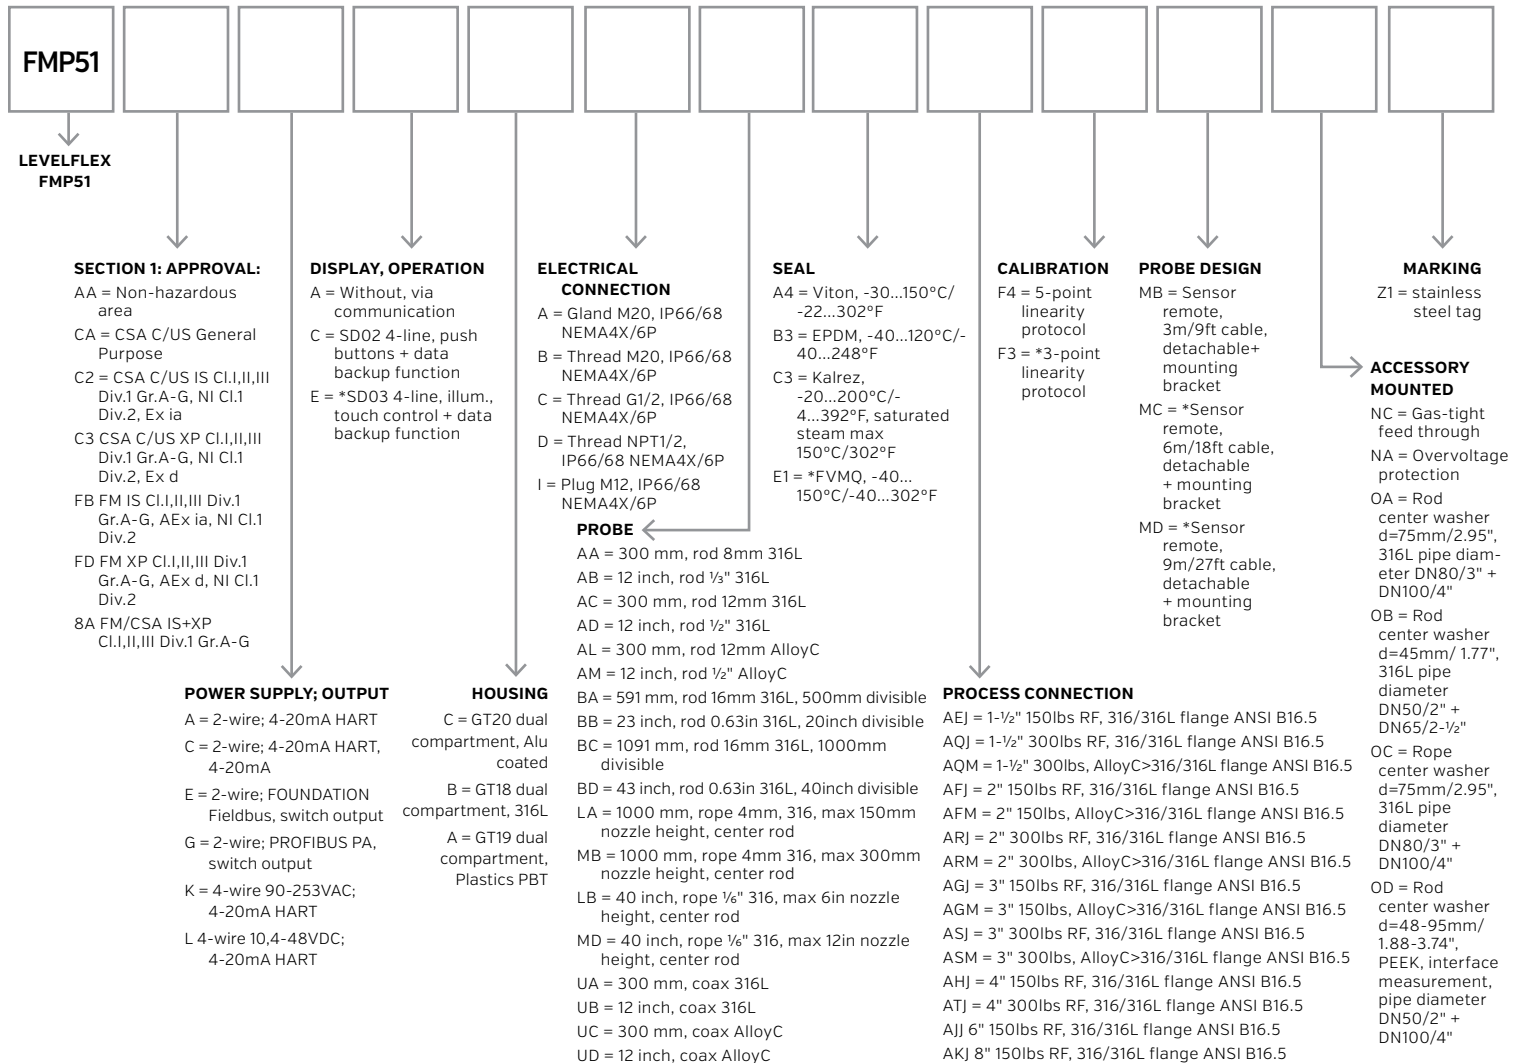 FMP51
LEVELFLEX
FMP51
SECTION 1: APPROVAL:
AA = Non-hazardous
area
CA = CSA C/US General
Purpose
C2 = CSA C/US IS Cl.I,II,III
Div.1 Gr.A-G, NI Cl.1
Div.2, Ex ia
C3 CSA C/US XP Cl.I,II,III
Div.1 Gr.A-G, NI Cl.1
Div.2, Ex d
FB FM IS Cl.I,II,III Div.1
Gr.A-G, AEx ia, NI Cl.1
Div.2
FD FM XP Cl.I,II,III Div.1
Gr.A-G, AEx d, NI Cl.1
Div.2
8A FM/CSA IS+XP
Cl.I,II,III Div.1 Gr.A-G
POWER SUPPLY; OUTPUT
A = 2-wire; 4-20mA HART
C = 2-wire; 4-20mA HART,
4-20mA
E = 2-wire; FOUNDATION
Fieldbus, switch output
G = 2-wire; PROFIBUS PA,
switch output
K = 4-wire 90-253VAC;
4-20mA HART
L 4-wire 10,4-48VDC;
4-20mA HART
DISPLAY, OPERATION
A = Without, via
communication
C = SD02 4-line, push
buttons + data
backup function
E = *SD03 4-line, illum.,
touch control + data
backup function
HOUSING
C = GT20 dual
compartment, Alu
coated
B = GT18 dual
compartment, 316L
A = GT19 dual
compartment,
Plastics PBT
ELECTRICAL
CONNECTION
A = Gland M20, IP66/68
NEMA4X/6P
B = Thread M20, IP66/68
NEMA4X/6P
C = Thread G1/2, IP66/68
NEMA4X/6P
D = Thread NPT1/2,
IP66/68 NEMA4X/6P
I = Plug M12, IP66/68
NEMA4X/6P
PROBE
AA = 300 mm, rod 8mm 316L
AB = 12 inch, rod ⅓" 316L
AC = 300 mm, rod 12mm 316L
AD = 12 inch, rod ½" 316L
AL = 300 mm, rod 12mm AlloyC
AM = 12 inch, rod ½" AlloyC
BA = 591 mm, rod 16mm 316L, 500mm divisible
BB = 23 inch, rod 0.63in 316L, 20inch divisible
BC = 1091 mm, rod 16mm 316L, 1000mm
divisible
BD = 43 inch, rod 0.63in 316L, 40inch divisible
LA = 1000 mm, rope 4mm, 316, max 150mm
nozzle height, center rod
MB = 1000 mm, rope 4mm 316, max 300mm
nozzle height, center rod
LB = 40 inch, rope ⅙" 316, max 6in nozzle
height, center rod
MD = 40 inch, rope ⅙" 316, max 12in nozzle
height, center rod
UA = 300 mm, coax 316L
UB = 12 inch, coax 316L
UC = 300 mm, coax AlloyC
UD = 12 inch, coax AlloyC
SEAL
A4 = Viton, -30...150°C/
-22...302°F
B3 = EPDM, -40...120°C/-
40...248°F
C3 = Kalrez,
-20...200°C/-
4...392°F, saturated
steam max
150°C/302°F
E1 = *FVMQ, -40...
150°C/-40...302°F
PROCESS CONNECTION
AEJ = 1-½" 150lbs RF, 316/316L flange ANSI B16.5
AQJ = 1-½" 300lbs RF, 316/316L flange ANSI B16.5
AQM = 1-½" 300lbs, AlloyC>316/316L flange ANSI B16.5
AFJ = 2" 150lbs RF, 316/316L flange ANSI B16.5
AFM = 2" 150lbs, AlloyC>316/316L flange ANSI B16.5
ARJ = 2" 300lbs RF, 316/316L flange ANSI B16.5
ARM = 2" 300lbs, AlloyC>316/316L flange ANSI B16.5
AGJ = 3" 150lbs RF, 316/316L flange ANSI B16.5
AGM = 3" 150lbs, AlloyC>316/316L flange ANSI B16.5
ASJ = 3" 300lbs RF, 316/316L flange ANSI B16.5
ASM = 3" 300lbs, AlloyC>316/316L flange ANSI B16.5
AHJ = 4" 150lbs RF, 316/316L flange ANSI B16.5
ATJ = 4" 300lbs RF, 316/316L flange ANSI B16.5
AJJ 6" 150lbs RF, 316/316L flange ANSI B16.5
AKJ 8" 150lbs RF, 316/316L flange ANSI B16.5
CALIBRATION
F4 = 5-point
linearity
protocol
F3 = *3-point
linearity
protocol
PROBE DESIGN
MB = Sensor
remote,
3m/9ft cable,
detachable+
mounting
bracket
MC = *Sensor
remote,
6m/18ft cable,
detachable
+ mounting
bracket
MD = *Sensor
remote,
9m/27ft cable,
detachable
+ mounting
bracket
MARKING
Z1 = stainless
steel tag
ACCESSORY
MOUNTED
NC = Gas-tight
feed through
NA = Overvoltage
protection
OA = Rod
center washer
d=75mm/2.95",
316L pipe diam-
eter DN80/3" +
DN100/4"
OB = Rod
center washer
d=45mm/ 1.77",
316L pipe
diameter
DN50/2" +
DN65/2-½"
OC = Rope
center washer
d=75mm/2.95",
316L pipe
diameter
DN80/3" +
DN100/4"
OD = Rod
center washer
d=48-95mm/
1.88-3.74",
PEEK, interface
measurement,
pipe diameter
DN50/2" +
DN100/4"